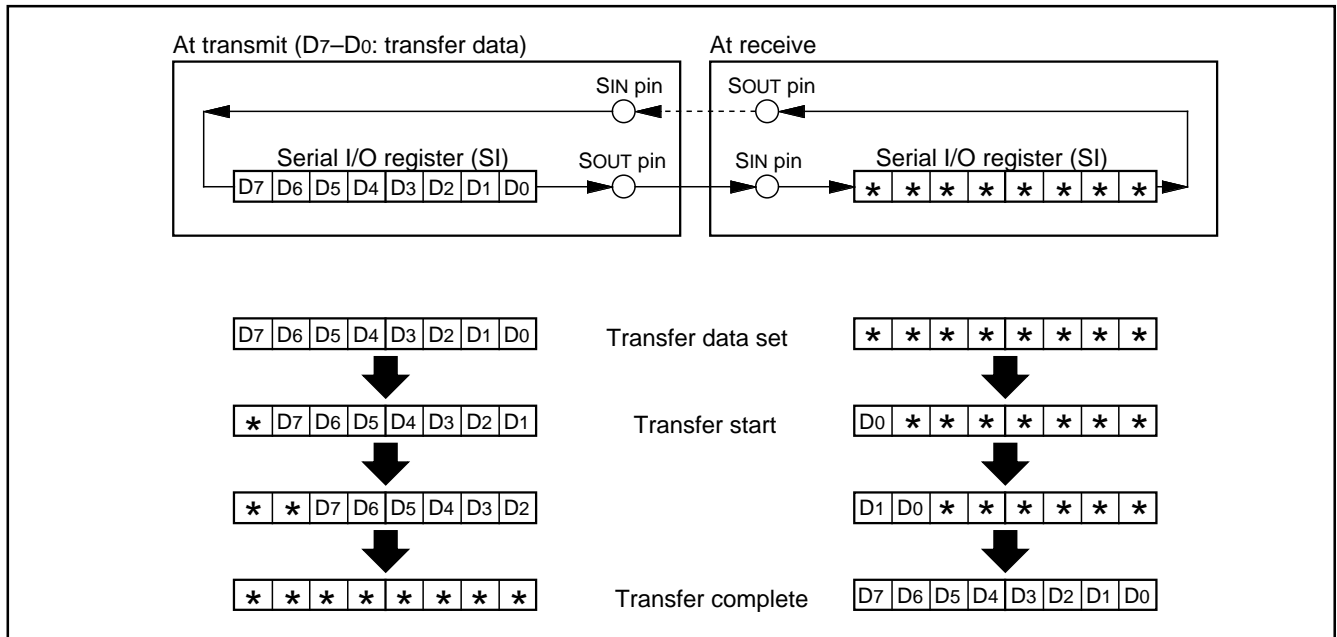 At transmit (D7–D0: transfer data)
At receive
SIN pin
SOUT pin
Serial I/O register (SI)
SOUT pin
SIN pin
Serial I/O register (SI)
D7 D6 D5 D4 D3 D2 D1 D0
* * * * * * * *
D7 D6 D5 D4 D3 D2 D1 D0
Transfer data set
* * * * * * * *
* D7 D6 D5 D4 D3 D2 D1
Transfer start
D0 * * * * * * *
* * D7 D6 D5 D4 D3 D2
D1 D0 * * * * * *
* * * * * * * *
Transfer complete
D7 D6 D5 D4 D3 D2 D1 D0